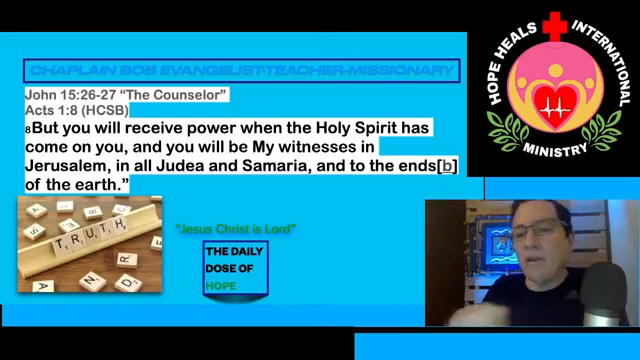 CHAPLAIN BOB EVANGELIST-TEACHER-MISSIONARY
John 15:26-27 “The Counselor”
Acts 1:8 (HCSB)
8But you will receive power when the Holy Spirit has
come on you, and you will be My witnesses in
Jerusalem, in all Judea and Samaria, and to the ends[b]
of the earth.”
TRUTH
“Jesus Christ is Lord”
THE DAILY
DOSE OF
HOPE
HOPE HEALS INTERNATIONAL
MINISTRY